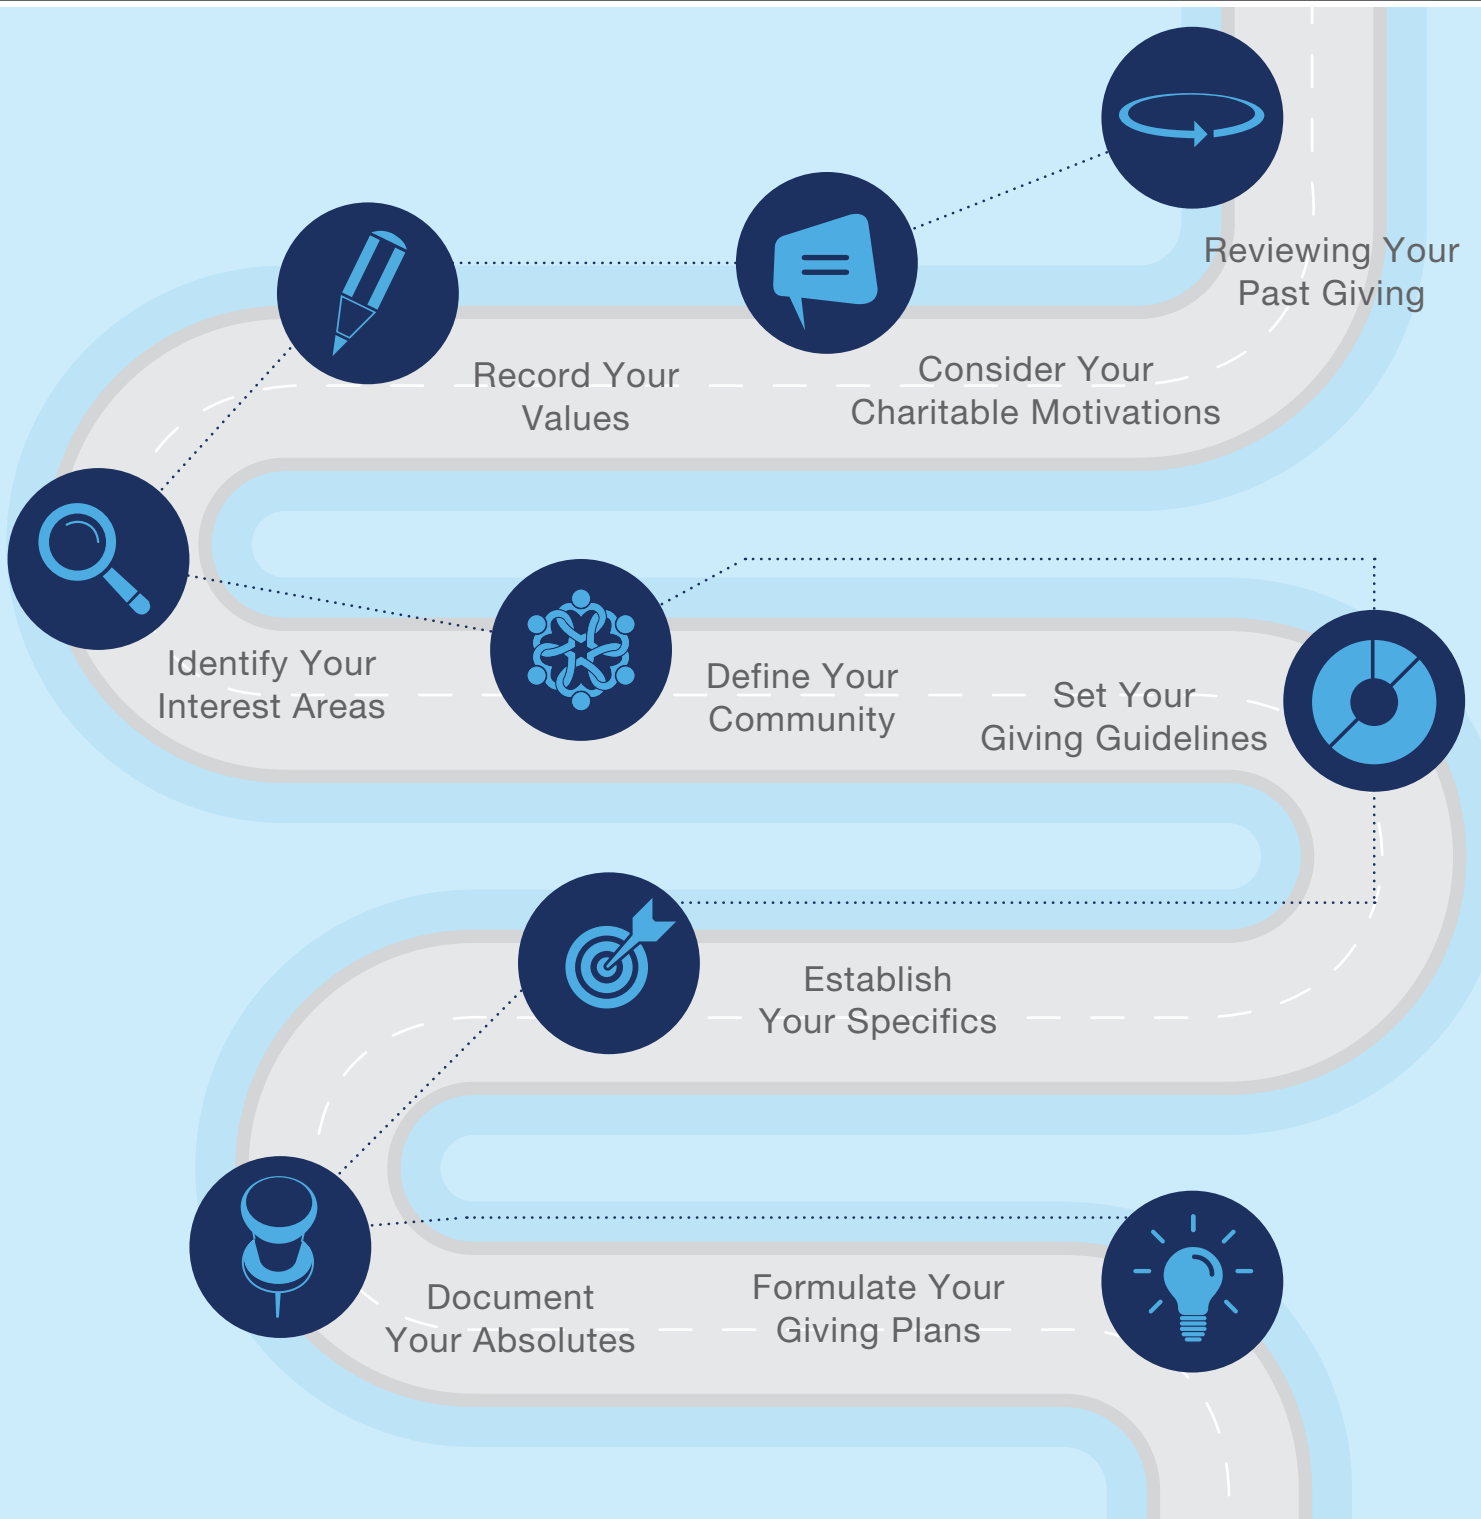 Reviewing Your
Past Giving
Consider Your
Charitable Motivations
Record Your
Values
Identify Your
Interest Areas
Define Your
Community
Set Your
Giving Guidelines
Establish
Your Specifics
Document
Your Absolutes
Formulate Your
Giving Plans